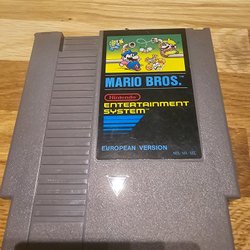 MARIO BROS.
Nintendo
ENTERTAINMENT
SYSTEM
EUROPEAN VERSION